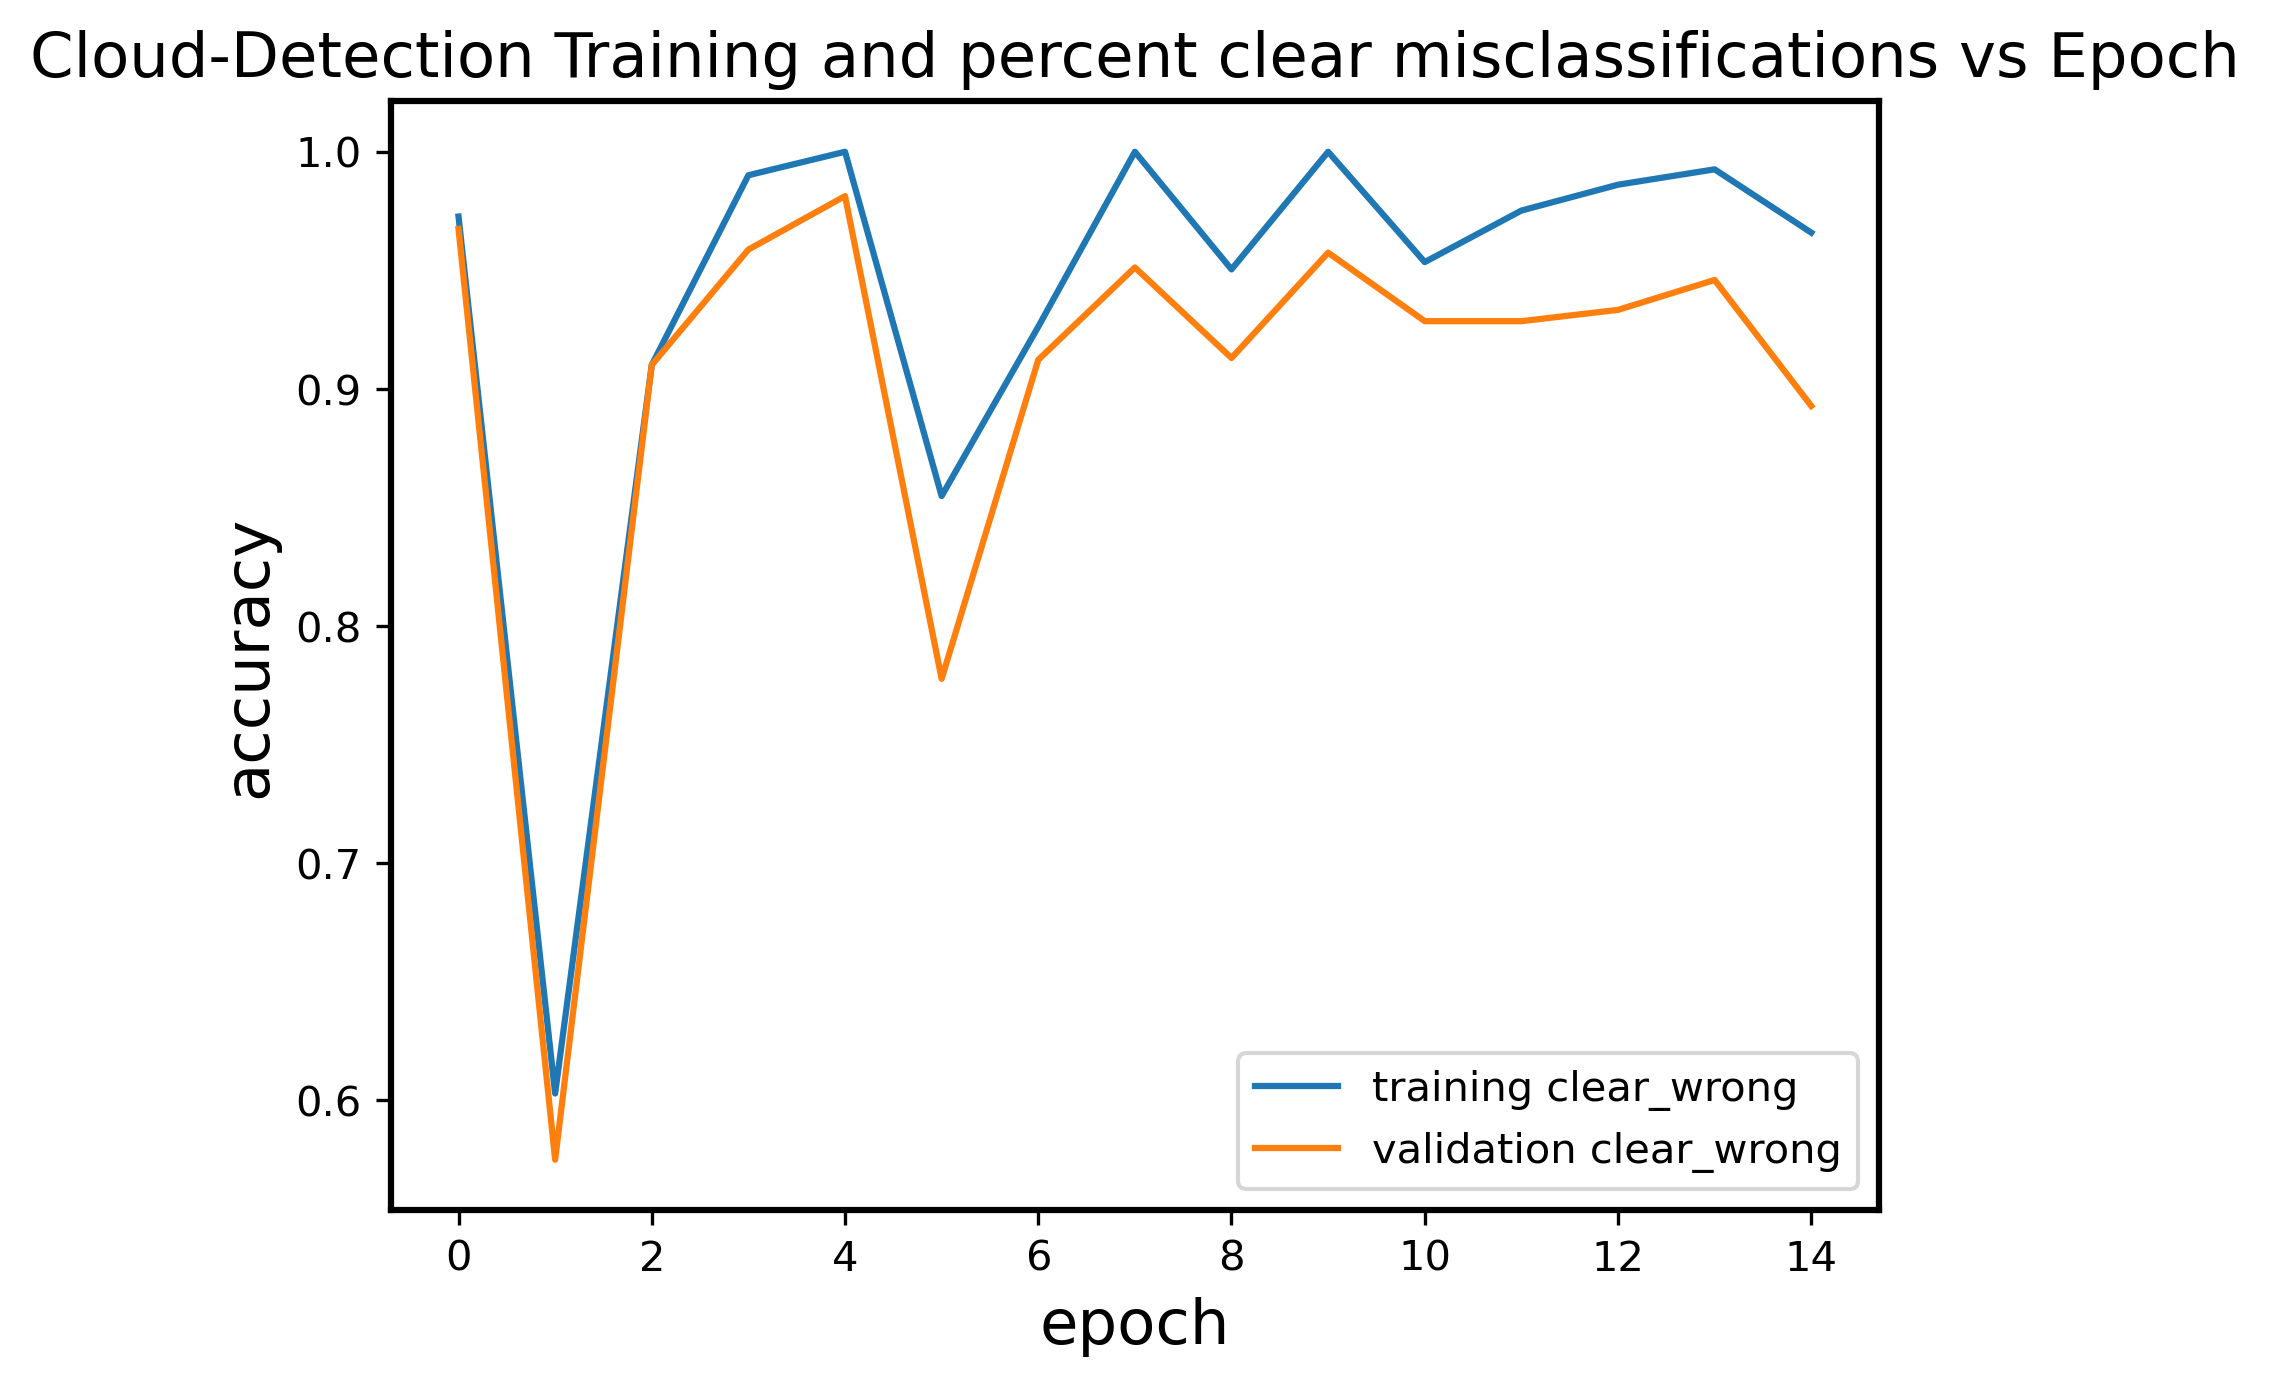 Cloud-Detection Training and percent clear misclassifications vs Epoch
accuracy
1.0
0.9
0.8
0.7
0.6
training clear_wrong
validation clear_wrong
0 2 4 6 8 10 12 14
epoch